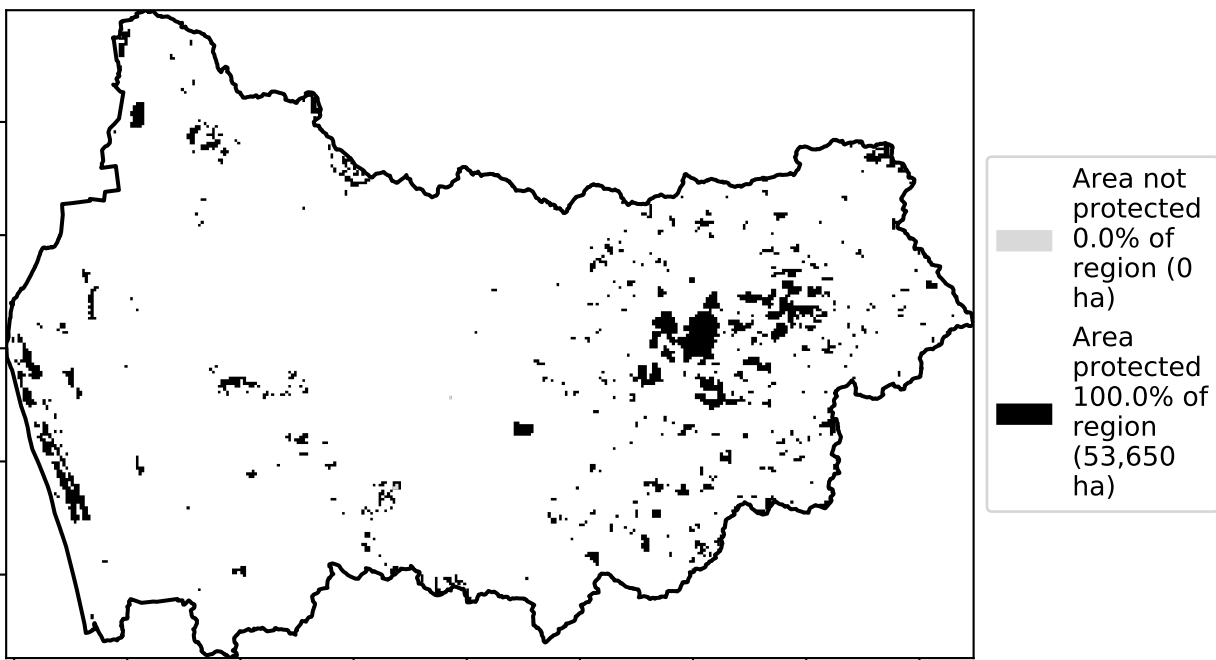 Area not
protected
0.0% of
region (0
ha)
Area
protected
100.0% of
region
(53,650
ha)